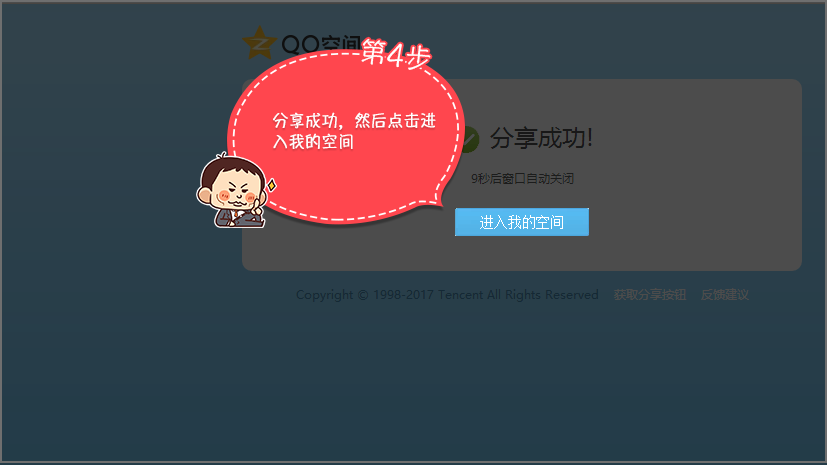 QQ空间
第4步
分享成功，然后点击进
入我的空间
分享成功!
9秒后窗口自动关闭
进入我的空间
Copyright © 1998-2017 Tencent All Rights Reserved 获取分享按钮 反馈建议